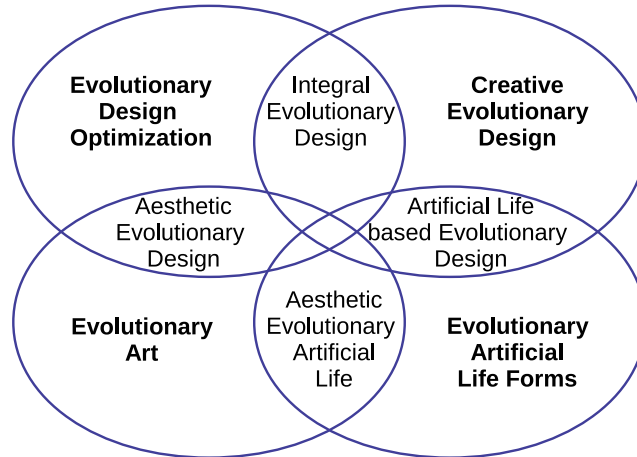 Evolutionary
Design
Optimization
Integral
Evolutionary
Design
Creative
Evolutionary
Design
Aesthetic
Evolutionary
Design
Artificial Life
based Evolutionary
Design
Evolutionary
Art
Aesthetic
Evolutionary
Artificial
Life
Evolutionary
Artificial
Life Forms